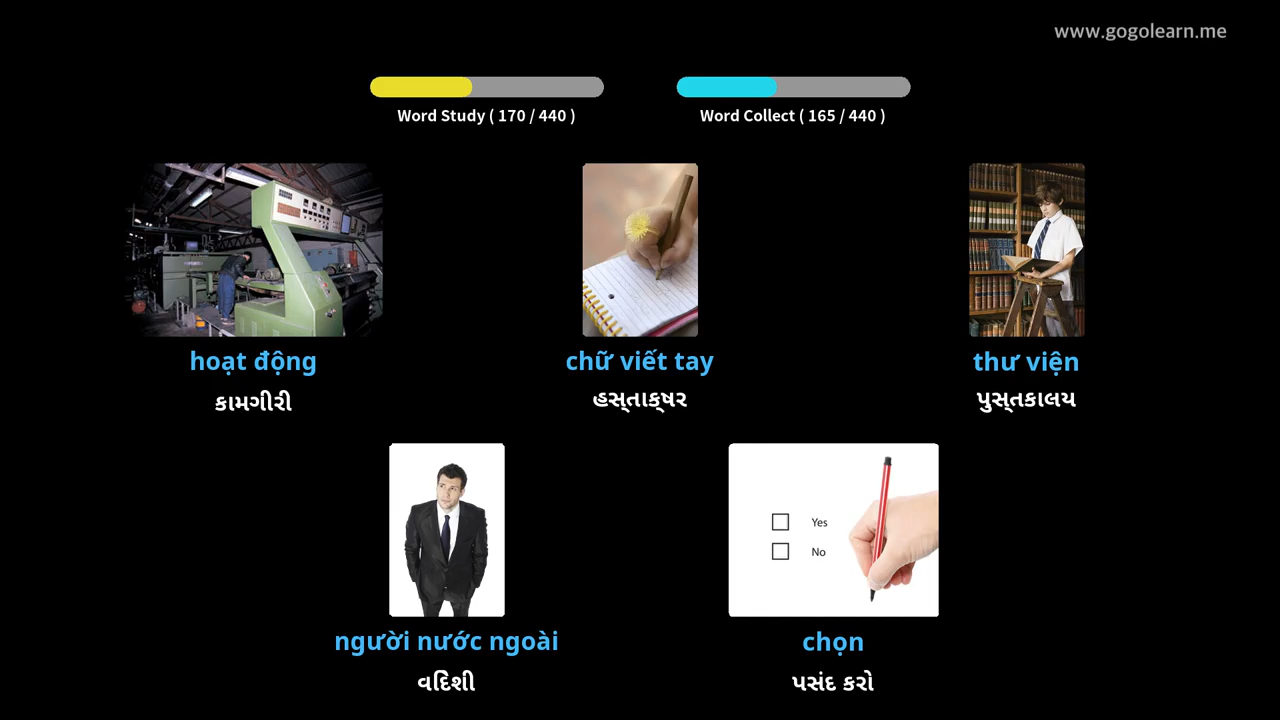 www.gogolearn.me
Word Study ( 170 / 440 )
Word Collect ( 165 / 440 )
hoạt động
કામગીરી
chữ viết tay
હસ્તાક્ષર
thư viện
પુસ્તકાલય
người nước ngoài
વિદેશી
Yes
No
chọn
પસંદ કરો